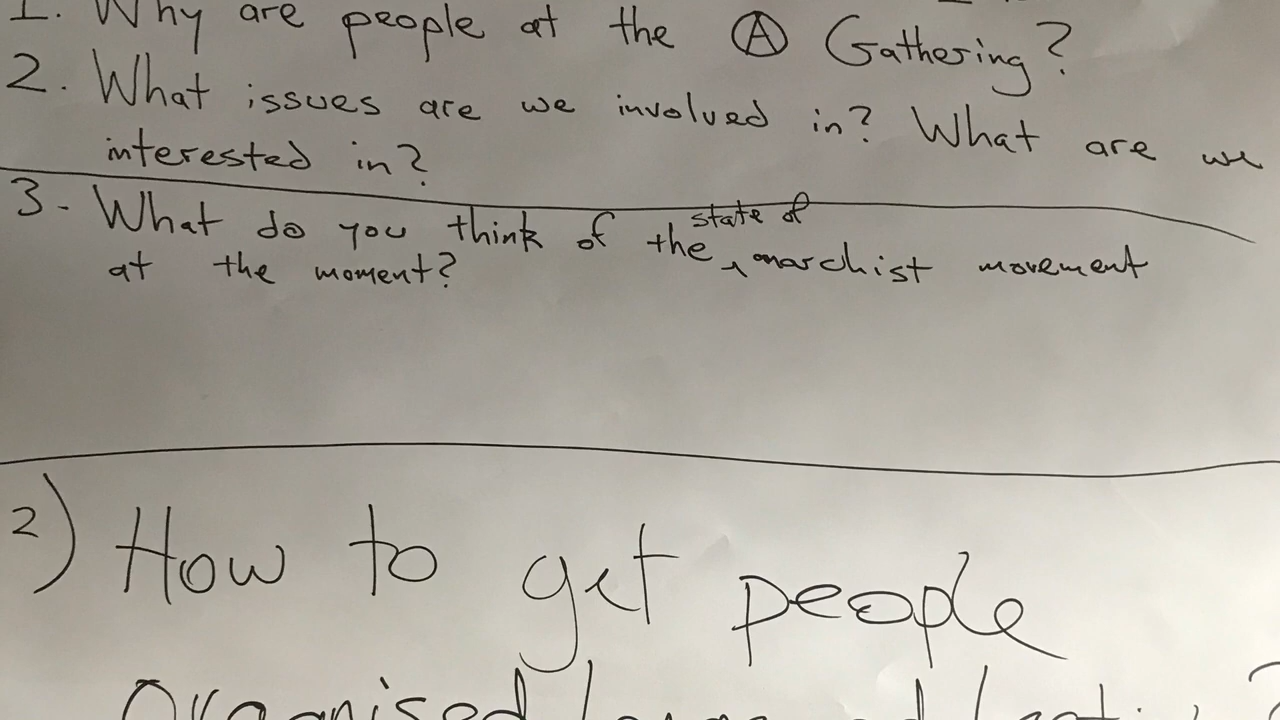 1. Why are people at the Ⓐ Gathering?
2. What issues are we involved in? What are we
interested in?
3. What do you think of the state of anarchist movement
at the moment?
2) How to get people
Organised